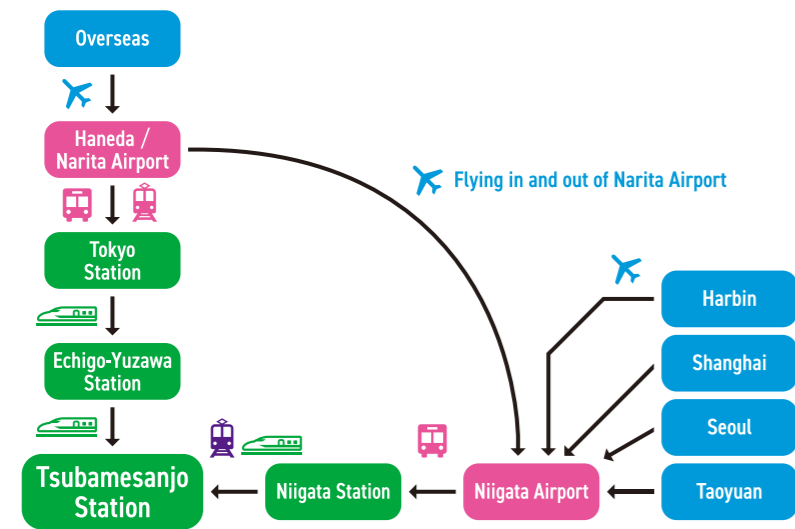 Overseas
Haneda /
Narita Airport
Flying in and out of Narita Airport
Tokyo
Station
Harbin
Echigo-Yuzawa
Station
Shanghai
Seoul
Tsubamesanjo
Station
Niigata Station
Niigata Airport
Taoyuan